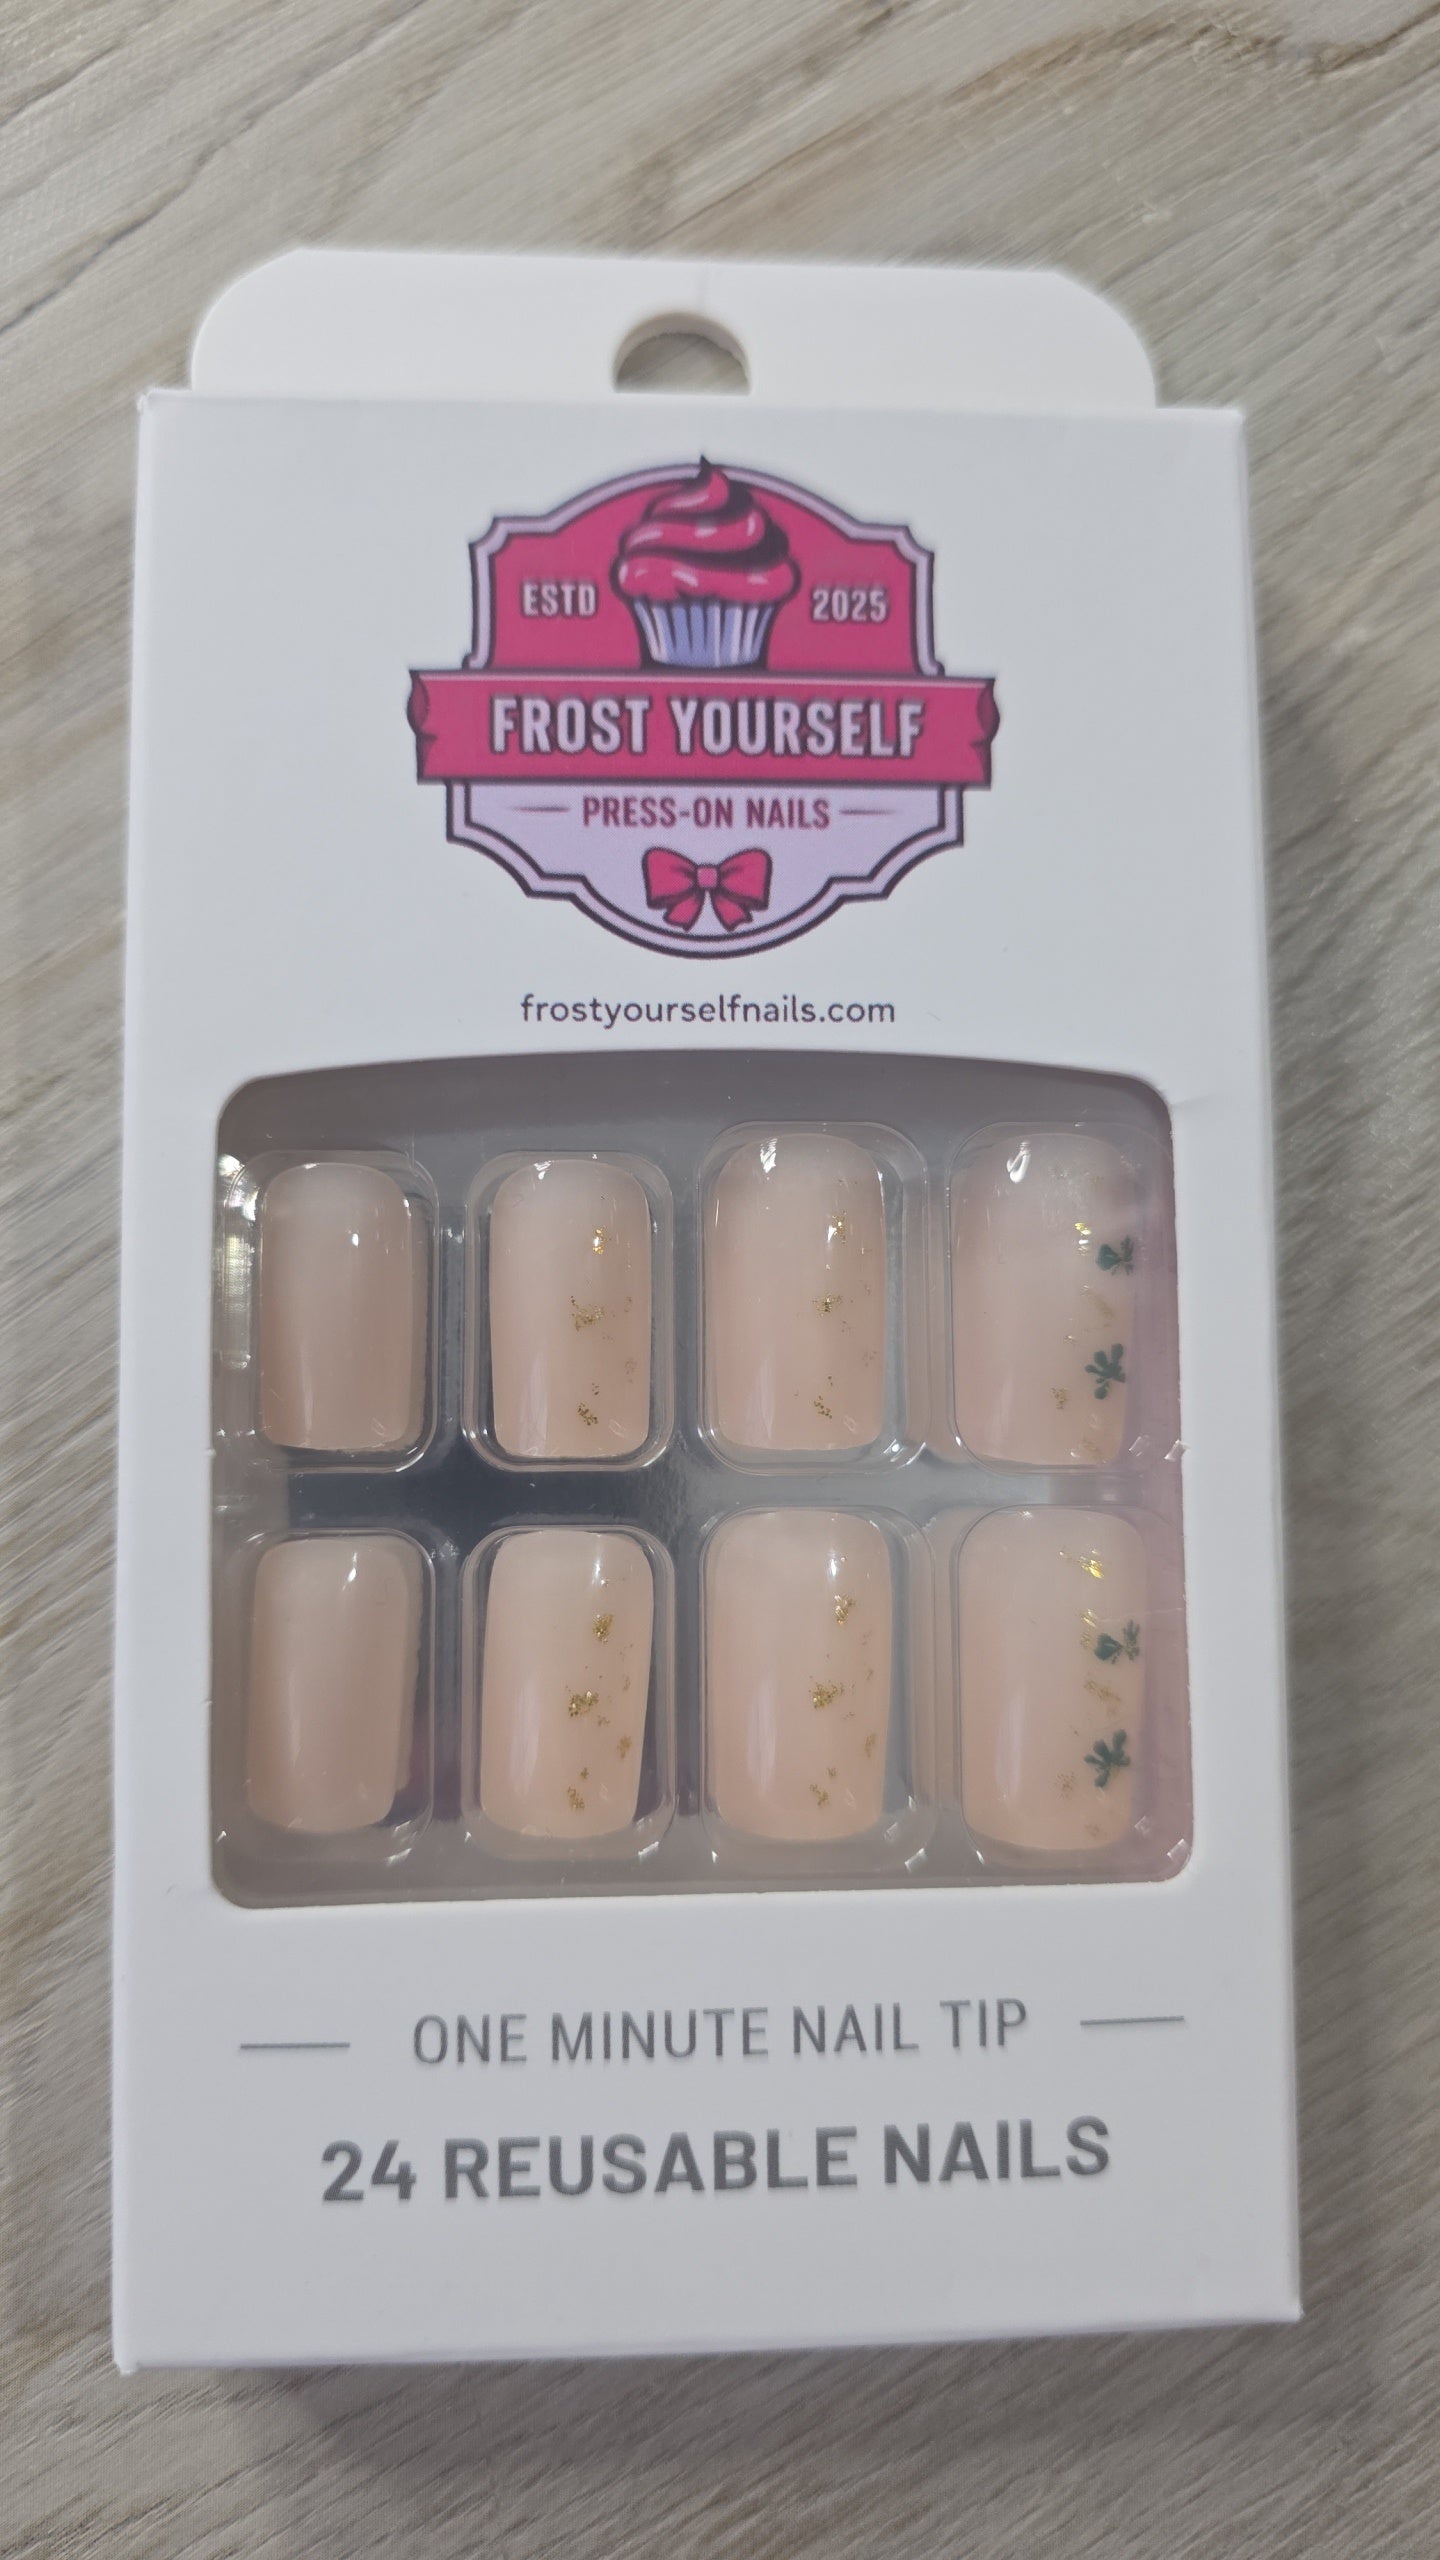 ESTD 2025
FROST YOURSELF
PRESS-ON NAILS
frostyourselfnails.com
ONE MINUTE NAIL TIP
24 REUSABLE NAILS